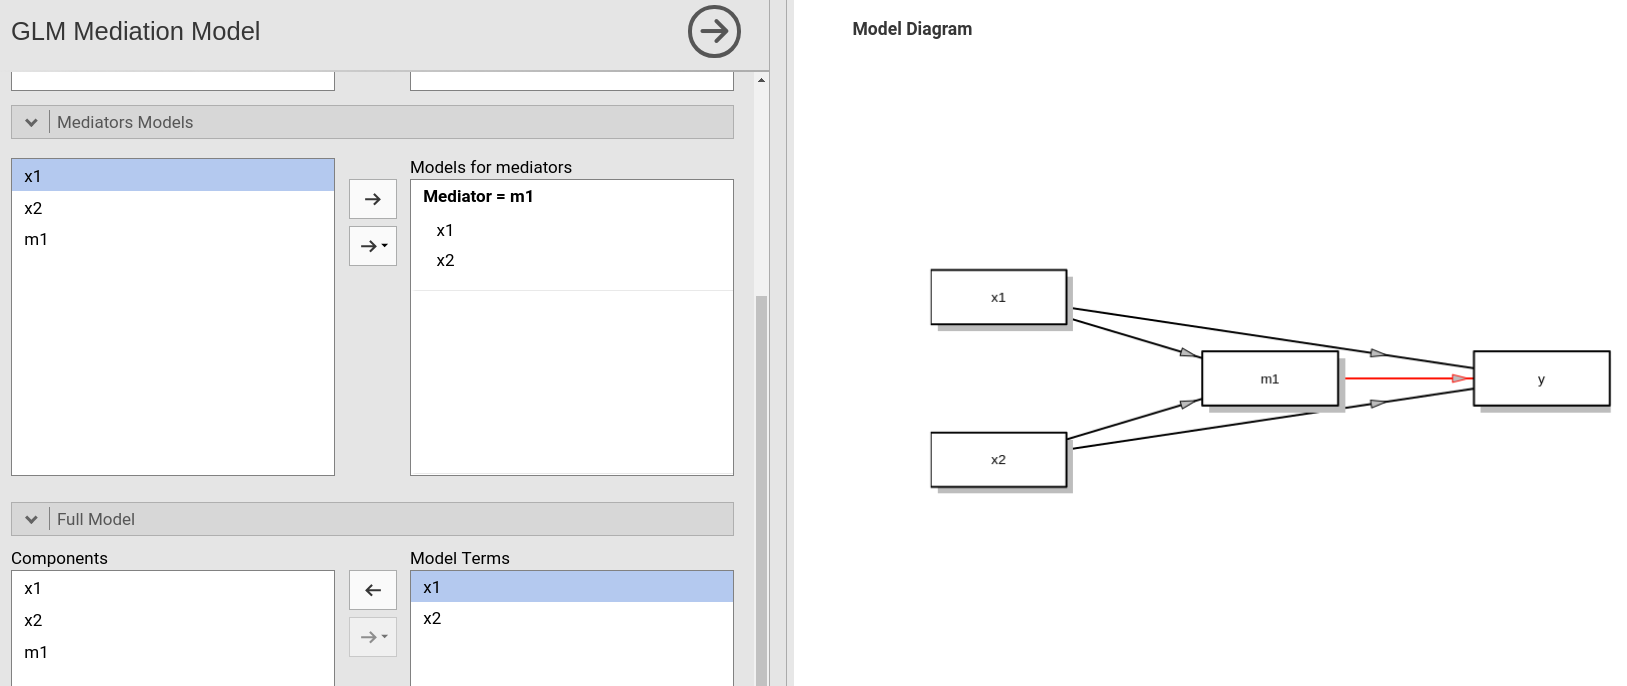 GLM Mediation Model
Mediators Models
x1
x2
m1
Models for mediators
Mediator = m1
x1
x2
Full Model
Components
x1
x2
m1
Model Terms
x1
x2
Model Diagram
x1
m1
y
x2